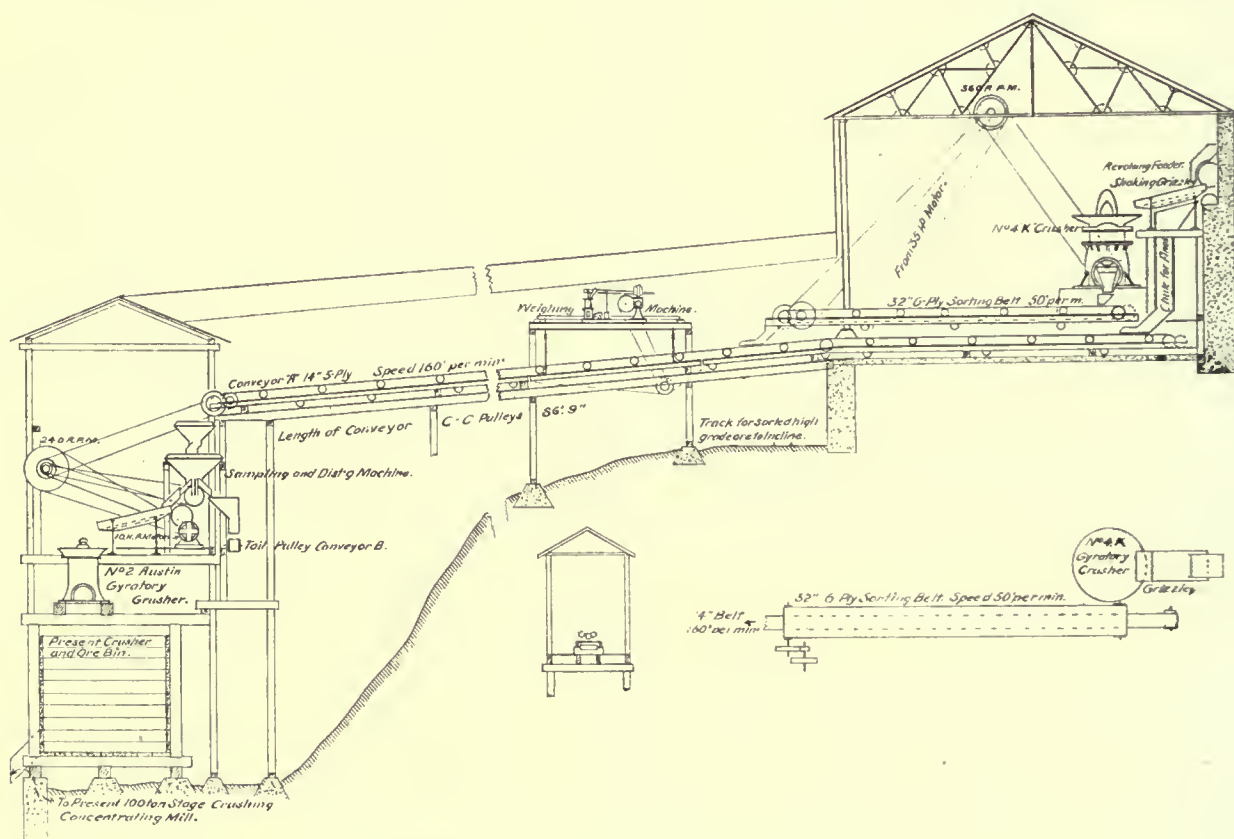 360 R.P.M.
Revolving Feeder.
Shaking Grizzly
Nº 4 "K" Crusher
From 35 HP Motor.
Chute for Fines
32" 6-Ply Sorting Belt 50' per m.
Weighing Machine.
Conveyor "A" 14" 5-Ply Speed 160' per min.
Length of Conveyor C-C Pulleys 86'.9"
Track for sorted high
grade ore to Incline.
240 R.P.M.
Sampling and Dist'g Machine.
10. H.P. Motor
Tail Pulley Conveyor B.
Nº 2 Austin
Gyratory
Crusher.
Present Crusher
and Ore Bin.
To Present 100 ton Stage Crushing
Concentrating Mill.
Nº 4. K
Gyratory
Crusher
Grizzley
32" 6 Ply Sorting Belt. Speed 50' per min.
14" Belt
160' per min